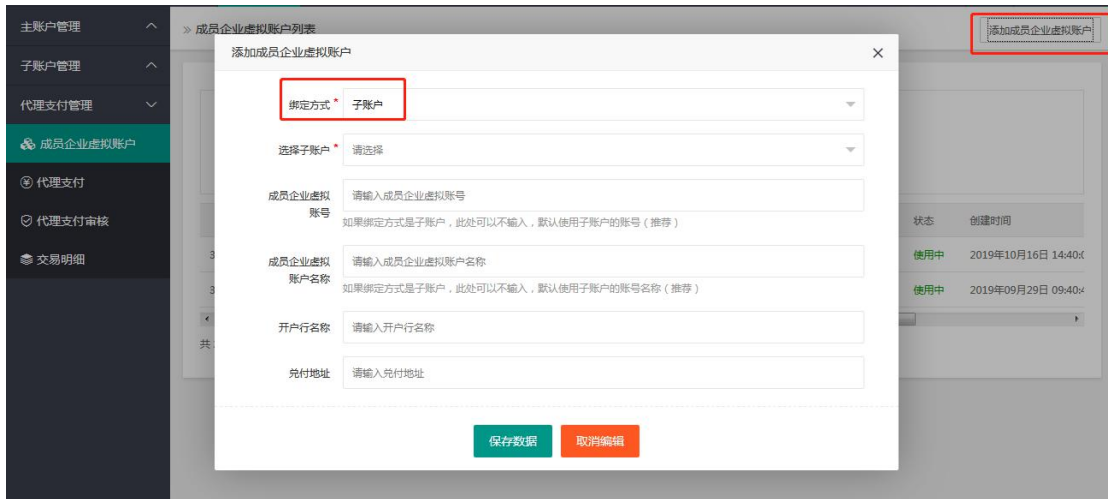 主账户管理
» 成员企业虚拟账户列表
添加成员企业虚拟账户
添加成员企业虚拟账户
子账户管理
代理支付管理
绑定方式 * 子账户
成员企业虚拟账户
选择子账户 * 请选择
代理支付
成员企业虚拟
账号
请输入成员企业虚拟账号
如果绑定方式是子账户，此处可以不输入，默认使用子账户的账号（推荐）
代理支付审核
状态 创建时间
交易明细
成员企业虚拟
账户名称
请输入成员企业虚拟账户名称
如果绑定方式是子账户，此处可以不输入，默认使用子账户的账号名称（推荐）
3 使用中 2019年10月16日 14:40:
3 使用中 2019年09月29日 09:40:
开户行名称 请输入开户行名称
共
兑付地址 请输入兑付地址
保存数据 取消编辑